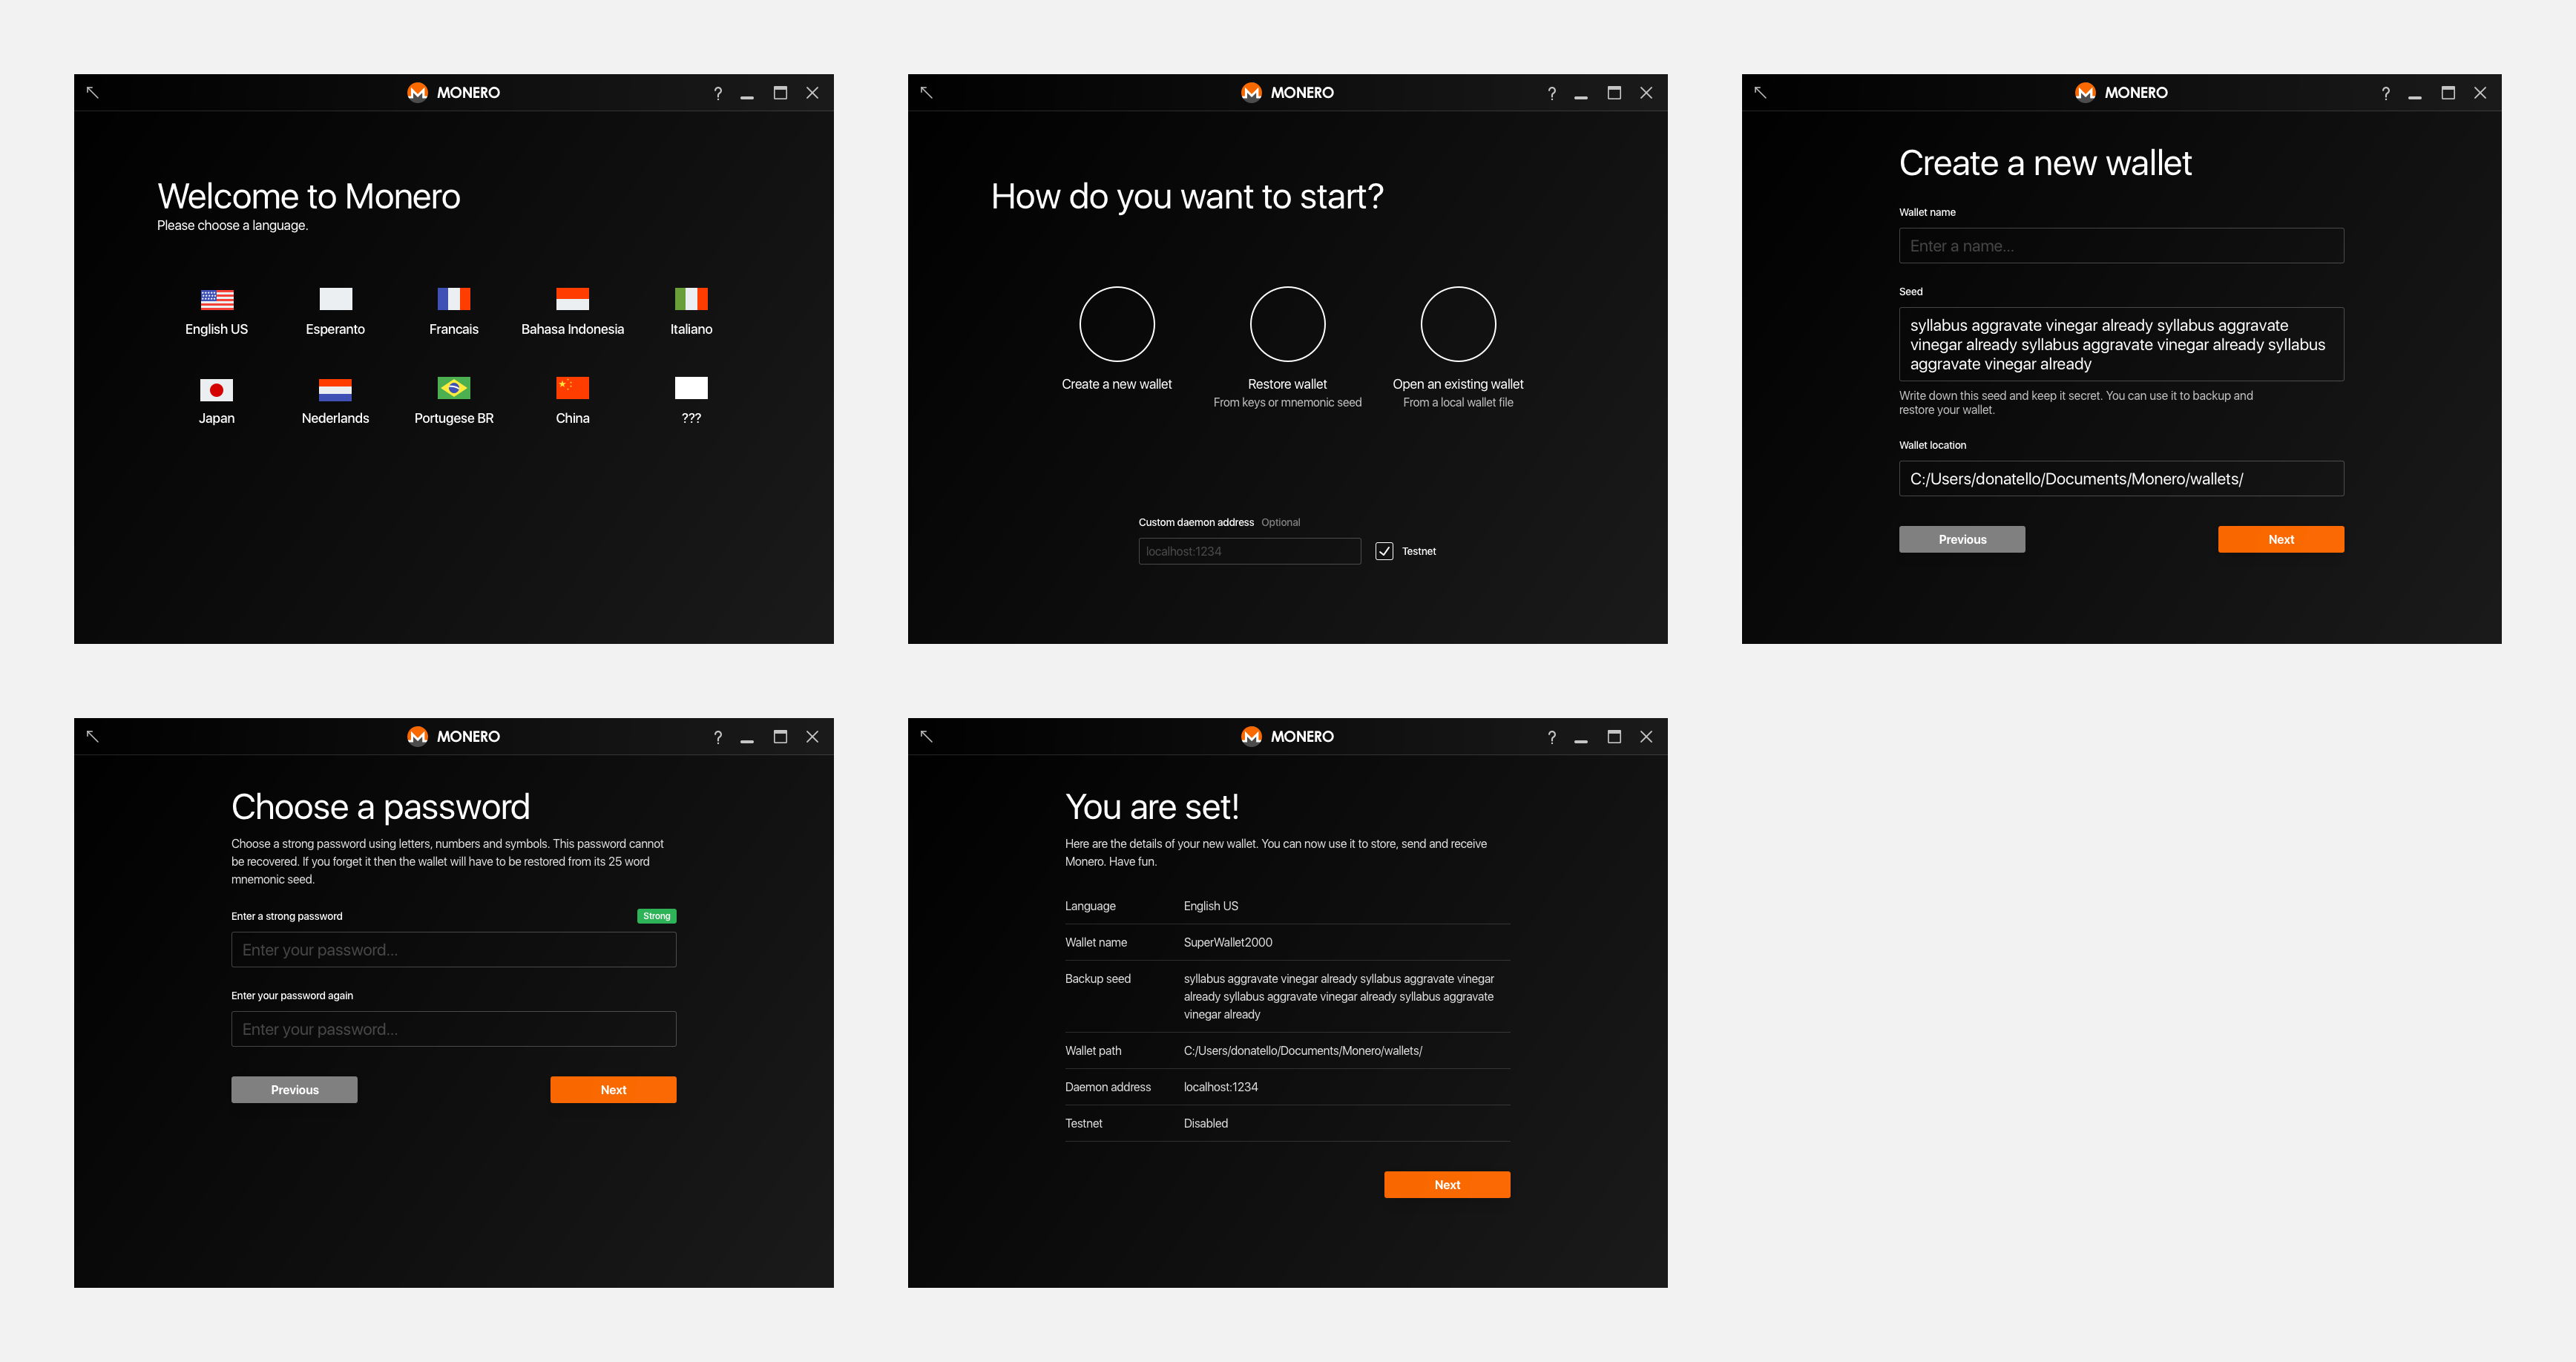 MONERO
?
Welcome to Monero
Please choose a language.
English US
Esperanto
Francais
Bahasa Indonesia
Italiano
Japan
Nederlands
Portugese BR
China
???
MONERO
?
How do you want to start?
Create a new wallet
Restore wallet
From keys or mnemonic seed
Open an existing wallet
From a local wallet file
Custom daemon address Optional
localhost:1234
Testnet
MONERO
?
Create a new wallet
Wallet name
Enter a name...
Seed
syllabus aggravate vinegar already syllabus aggravate
vinegar already syllabus aggravate vinegar already syllabus
aggravate vinegar already
Write down this seed and keep it secret. You can use it to backup and
restore your wallet.
Wallet location
C:/Users/donatello/Documents/Monero/wallets/
Previous
Next
MONERO
?
Choose a password
Choose a strong password using letters, numbers and symbols. This password cannot
be recovered. If you forget it then the wallet will have to be restored from its 25 word
mnemonic seed.
Enter a strong password
Strong
Enter your password...
Enter your password again
Enter your password...
Previous
Next
MONERO
?
You are set!
Here are the details of your new wallet. You can now use it to store, send and receive
Monero. Have fun.
Language English US
Wallet name SuperWallet2000
Backup seed syllabus aggravate vinegar already syllabus aggravate vinegar
already syllabus aggravate vinegar already syllabus aggravate
vinegar already
Wallet path C:/Users/donatello/Documents/Monero/wallets/
Daemon address localhost:1234
Testnet Disabled
Next